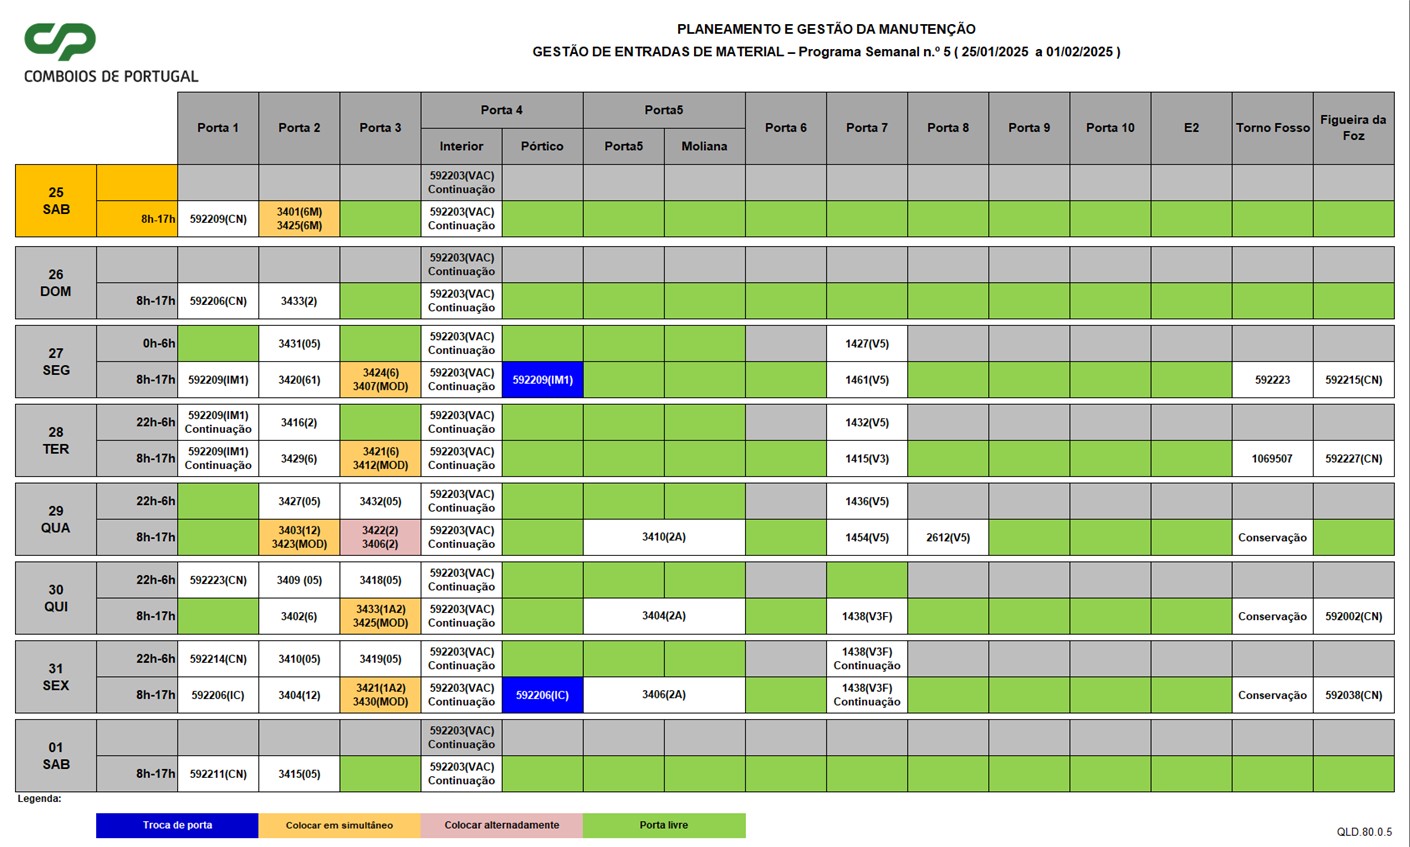 CP
COMBOIOS DE PORTUGAL
PLANEAMENTO E GESTÃO DA MANUTENÇÃO
GESTÃO DE ENTRADAS DE MATERIAL – Programa Semanal n.º 5 ( 25/01/2025 a 01/02/2025 )
Porta 1 Porta 2 Porta 3 Porta 4 Porta5 Porta 6 Porta 7 Porta 8 Porta 9 Porta 10 E2 Torno Fosso Figueira da Foz
Interior Pórtico Porta5 Moliana
25 SAB
592203(VAC) Continuação
8h-17h 592209(CN) 3401(6M) 3425(6M) 592203(VAC) Continuação
26 DOM
592203(VAC) Continuação
8h-17h 592206(CN) 3433(2) 592203(VAC) Continuação
27 SEG
0h-6h 3431(05) 592203(VAC) Continuação 1427(V5)
8h-17h 592209(IM1) 3420(61) 3424(6) 3407(MOD) 592203(VAC) Continuação 592209(IM1) 1461(V5) 592223 592215(CN)
28 TER
22h-6h 592209(IM1) Continuação 3416(2) 592203(VAC) Continuação 1432(V5)
8h-17h 592209(IM1) Continuação 3429(6) 3421(6) 3412(MOD) 592203(VAC) Continuação 1415(V3) 1069507 592227(CN)
29 QUA
22h-6h 3427(05) 3432(05) 592203(VAC) Continuação 1436(V5)
8h-17h 3403(12) 3423(MOD) 3422(2) 3406(2) 592203(VAC) Continuação 3410(2A) 1454(V5) 2612(V5) Conservação
30 QUI
22h-6h 592223(CN) 3409 (05) 3418(05) 592203(VAC) Continuação
8h-17h 3402(6) 3433(1A2) 3425(MOD) 592203(VAC) Continuação 3404(2A) 1438(V3F) Conservação 592002(CN)
31 SEX
22h-6h 592214(CN) 3410(05) 3419(05) 592203(VAC) Continuação 1438(V3F) Continuação
8h-17h 592206(IC) 3404(12) 3421(1A2) 3430(MOD) 592203(VAC) Continuação 592206(IC) 3406(2A) 1438(V3F) Continuação Conservação 592038(CN)
01 SAB
592203(VAC) Continuação
8h-17h 592211(CN) 3415(05) 592203(VAC) Continuação
Legenda:
Troca de porta Colocar em simultáneo Colocar alternadamente Porta livre
QLD.80.0.5